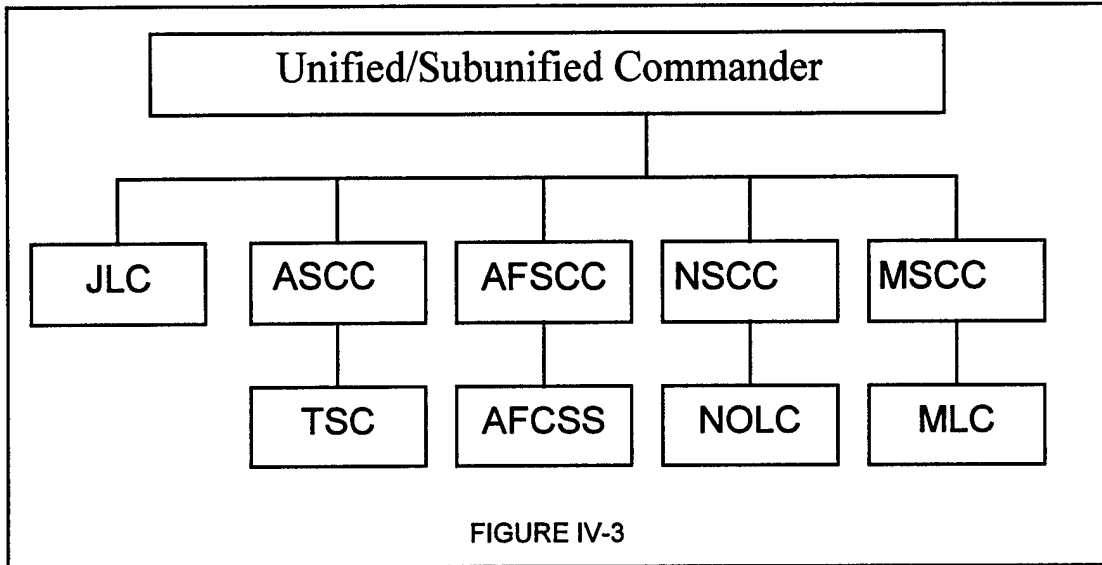 Unified/Subunified Commander
JLC ASCC AFSCC NSCC MSCC
TSC AFCSS NOLC MLC
FIGURE IV-3